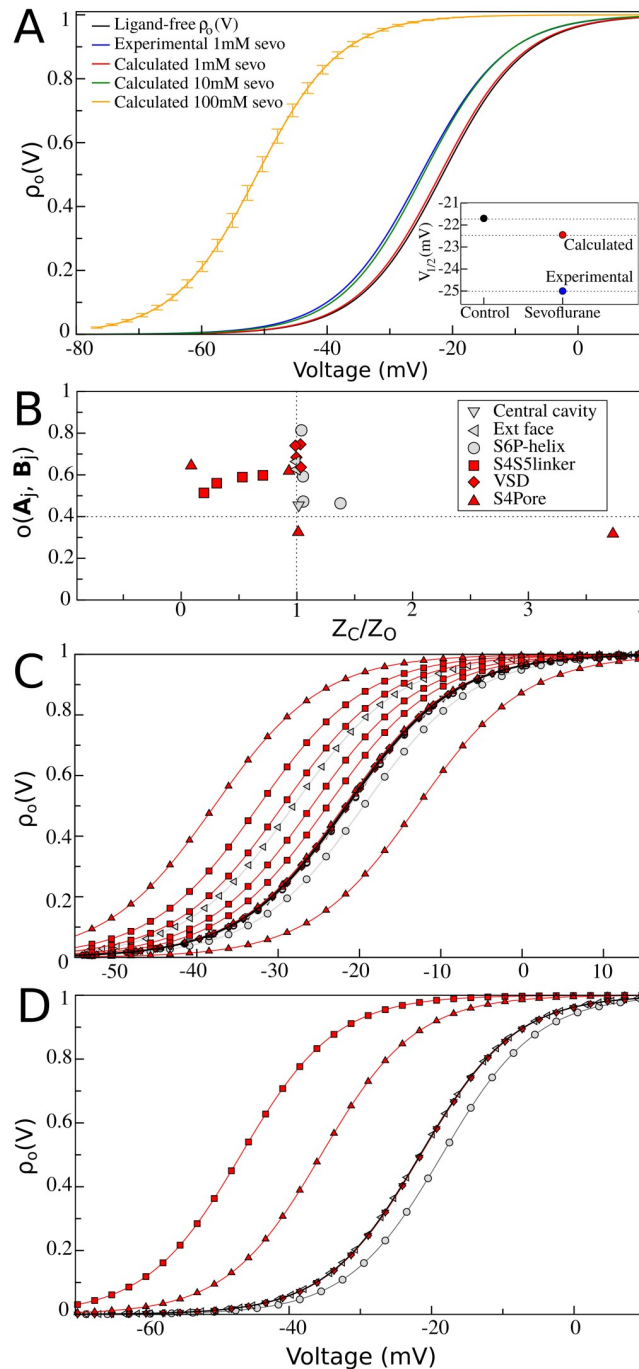 A
Ligand-free ρo(V)
Experimental 1mM sevo
Calculated 1mM sevo
Calculated 10mM sevo
Calculated 100mM sevo
ρo(V)
1
0.8
0.6
0.4
0.2
0
-80 -60 -40 -20 0
Voltage (mV)
V1/2(mV)
-21
-22
-23
-24
-25
Calculated
Experimental
Control Sevoflurane
B
o(Aj, Bj)
1
0.8
0.6
0.4
0.2
0
0 1 2 3 4
ZC/ZO
Central cavity
Ext face
S6P-helix
S4S5linker
VSD
S4Pore
C
ρo(V)
1
0.8
0.6
0.4
0.2
0
-50 -40 -30 -20 -10 0 10
D
ρo(V)
1
0.8
0.6
0.4
0.2
0
-60 -40 -20 0
Voltage (mV)